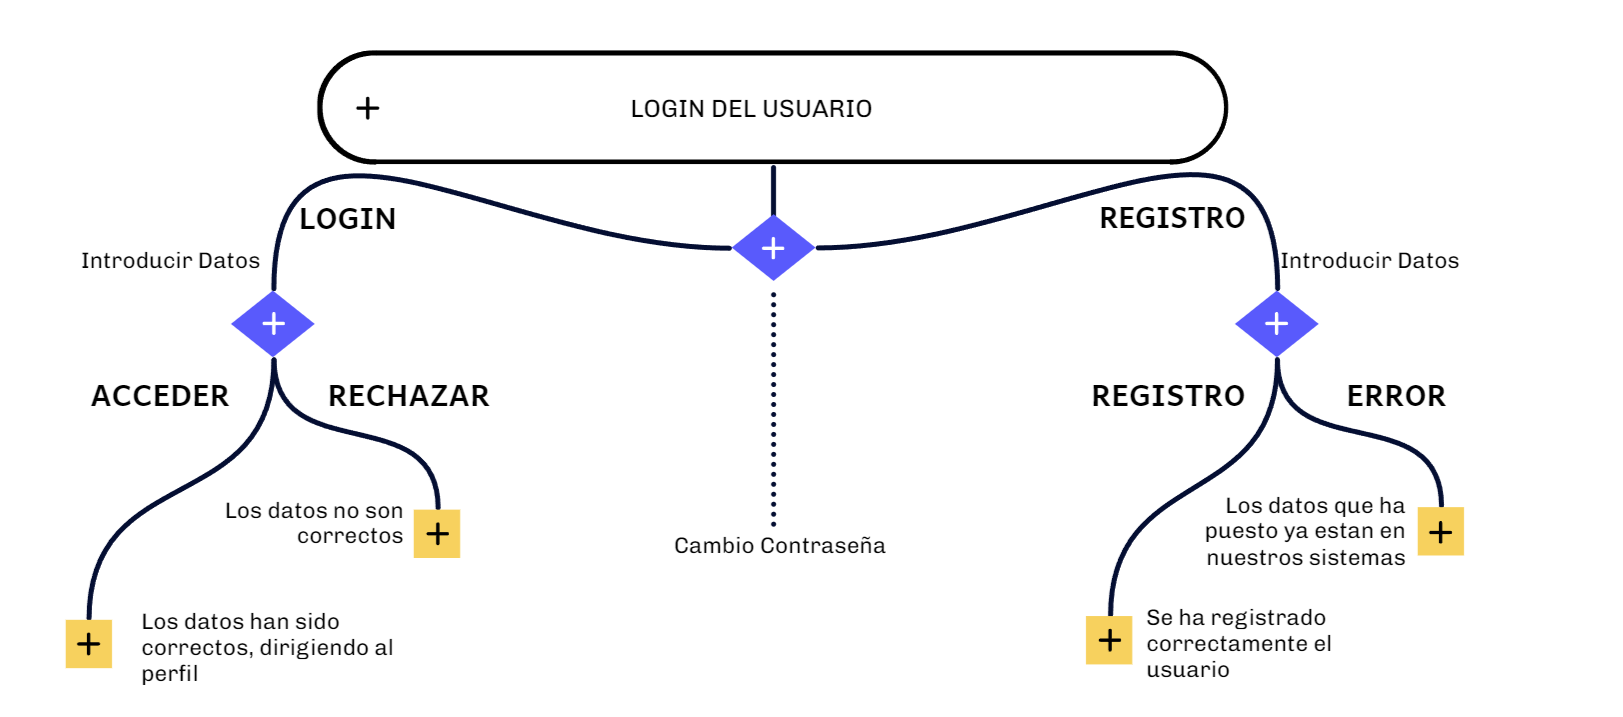 LOGIN DEL USUARIO
LOGIN
REGISTRO
Introducir Datos
Introducir Datos
ACCEDER
RECHAZAR
REGISTRO
ERROR
Los datos no son
correctos
Los datos que ha
puesto ya estan en
nuestros sistemas
Cambio Contraseña
Los datos han sido
correctos, dirigiendo al
perfil
Se ha registrado
correctamente el
usuario